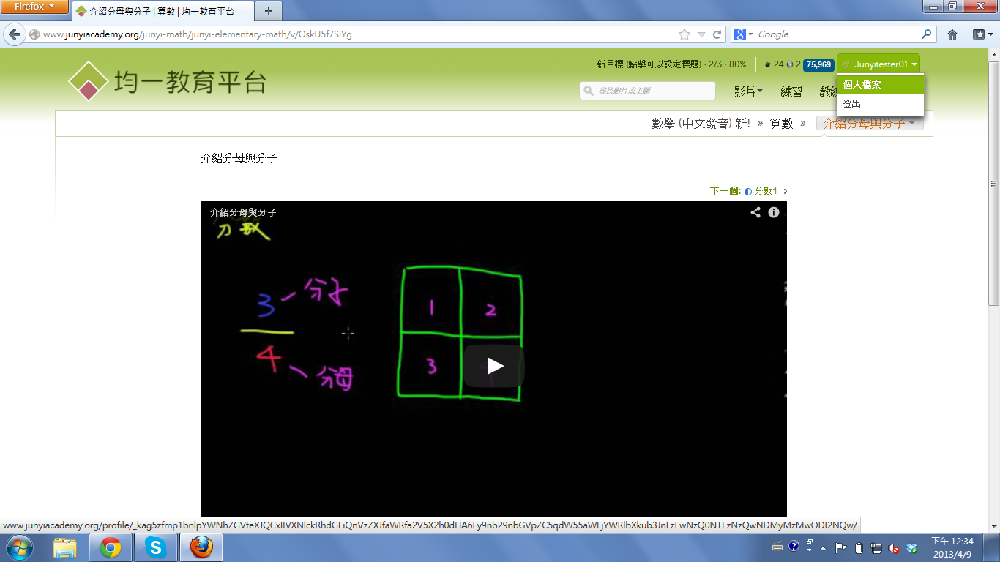 Firefox
介紹分母與分子 | 算數 | 均一教育平台
www.junyiacademy.org/junyi-math/junyi-elementary-math/v/OskU5f7SlYg
Google
均一教育平台
新目標 (點擊可以設定標題) · 2/3 · 80%
24 2 75,969 Junyitester01
個人檔案
登出
尋找影片或主題
影片 練習
數學 (中文發音) 新! » 算數 » 介紹分母與分子
介紹分母與分子
下一個: 分數1 ›
介紹分母與分子
分數
3 分子
4 分母
1 2
3
www.junyiacademy.org/profile/_kag5zfmp1bnlpYWNhZGVteXJQCxIIVXNlckRhdGEiQnVzZXJfaWRfa2V5X2h0dHA6Ly9nb29nbGVpZC5qdW55aWFjYWRlbXkub3JnLzEwNzQ0NTEzNzQwNDMyMzMwODI2NQw/
下午 12:34
2013/4/9